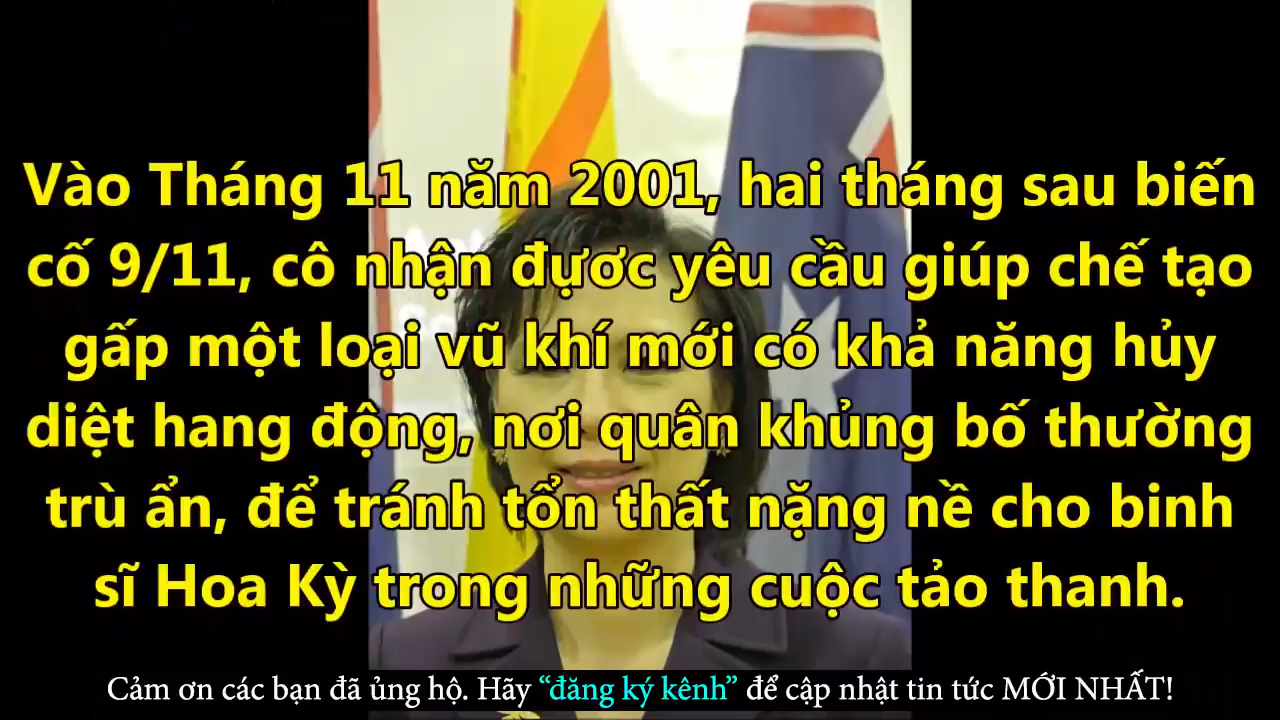 Vào Tháng 11 năm 2001, hai tháng sau biến
cố 9/11, cô nhận đựơc yêu cầu giúp chế tạo
gấp một loại vũ khí mới có khả năng hủy
diệt hang động, nơi quân khủng bố thường
trù ẩn, để tránh tổn thất nặng nề cho binh
sĩ Hoa Kỳ trong những cuộc tảo thanh.
Cảm ơn các bạn đã ủng hộ. Hãy “đăng ký kênh” để cập nhật tin tức MỚI NHẤT!